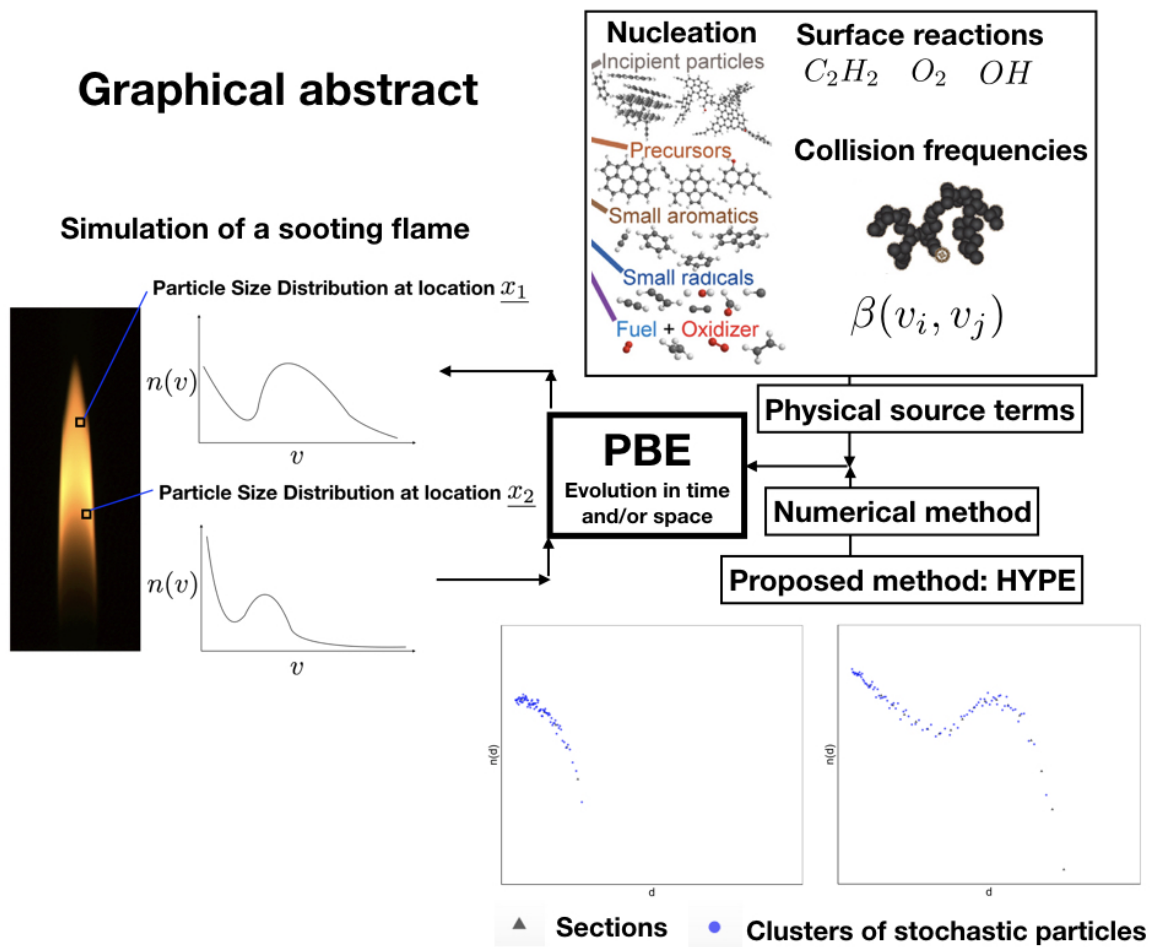 Graphical abstract
Simulation of a sooting flame
Particle Size Distribution at location x₁
n(v)
v
Particle Size Distribution at location x₂
n(v)
v
Nucleation
Incipient particles
Precursors
Small aromatics
Small radicals
Fuel + Oxidizer
Surface reactions
C₂H₂ O₂ OH
Collision frequencies
β(vᵢ, vⱼ)
Physical source terms
PBE
Evolution in time
and/or space
Numerical method
Proposed method: HYPE
n(d)
d
n(d)
d
Sections
Clusters of stochastic particles